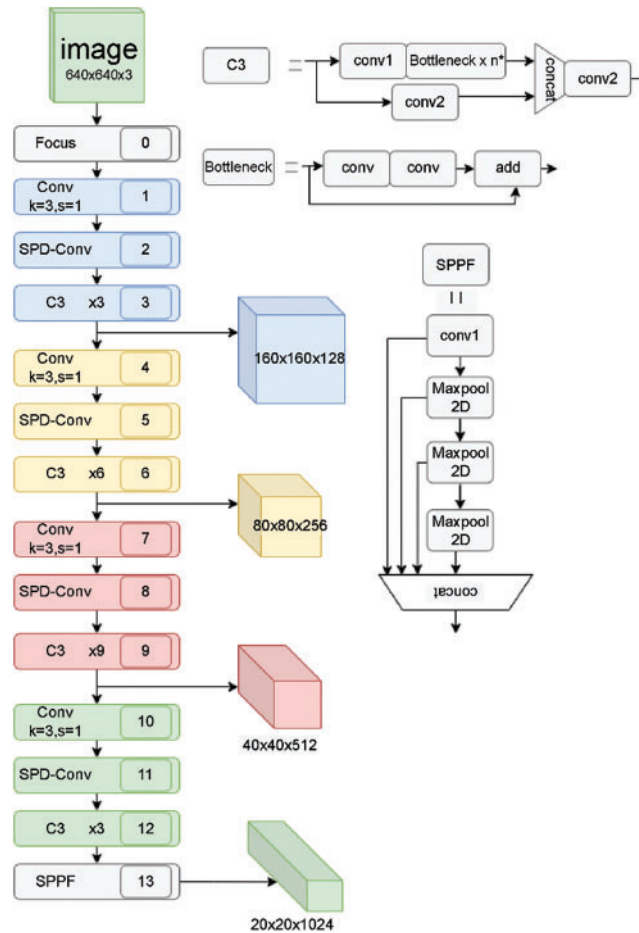 image
640x640x3
Focus 0
Conv
k=3,s=1 1
SPD-Conv 2
C3 x3 3
160x160x128
Conv
k=3,s=1 4
SPD-Conv 5
C3 x6 6
80x80x256
Conv
k=3,s=1 7
SPD-Conv 8
C3 x9 9
40x40x512
Conv
k=3,s=1 10
SPD-Conv 11
C3 x3 12
SPPF 13
20x20x1024
C3 = conv1 Bottleneck x n* concat conv2
conv2
Bottleneck = conv conv add
SPPF
=
conv1
Maxpool
2D
Maxpool
2D
Maxpool
2D
concat